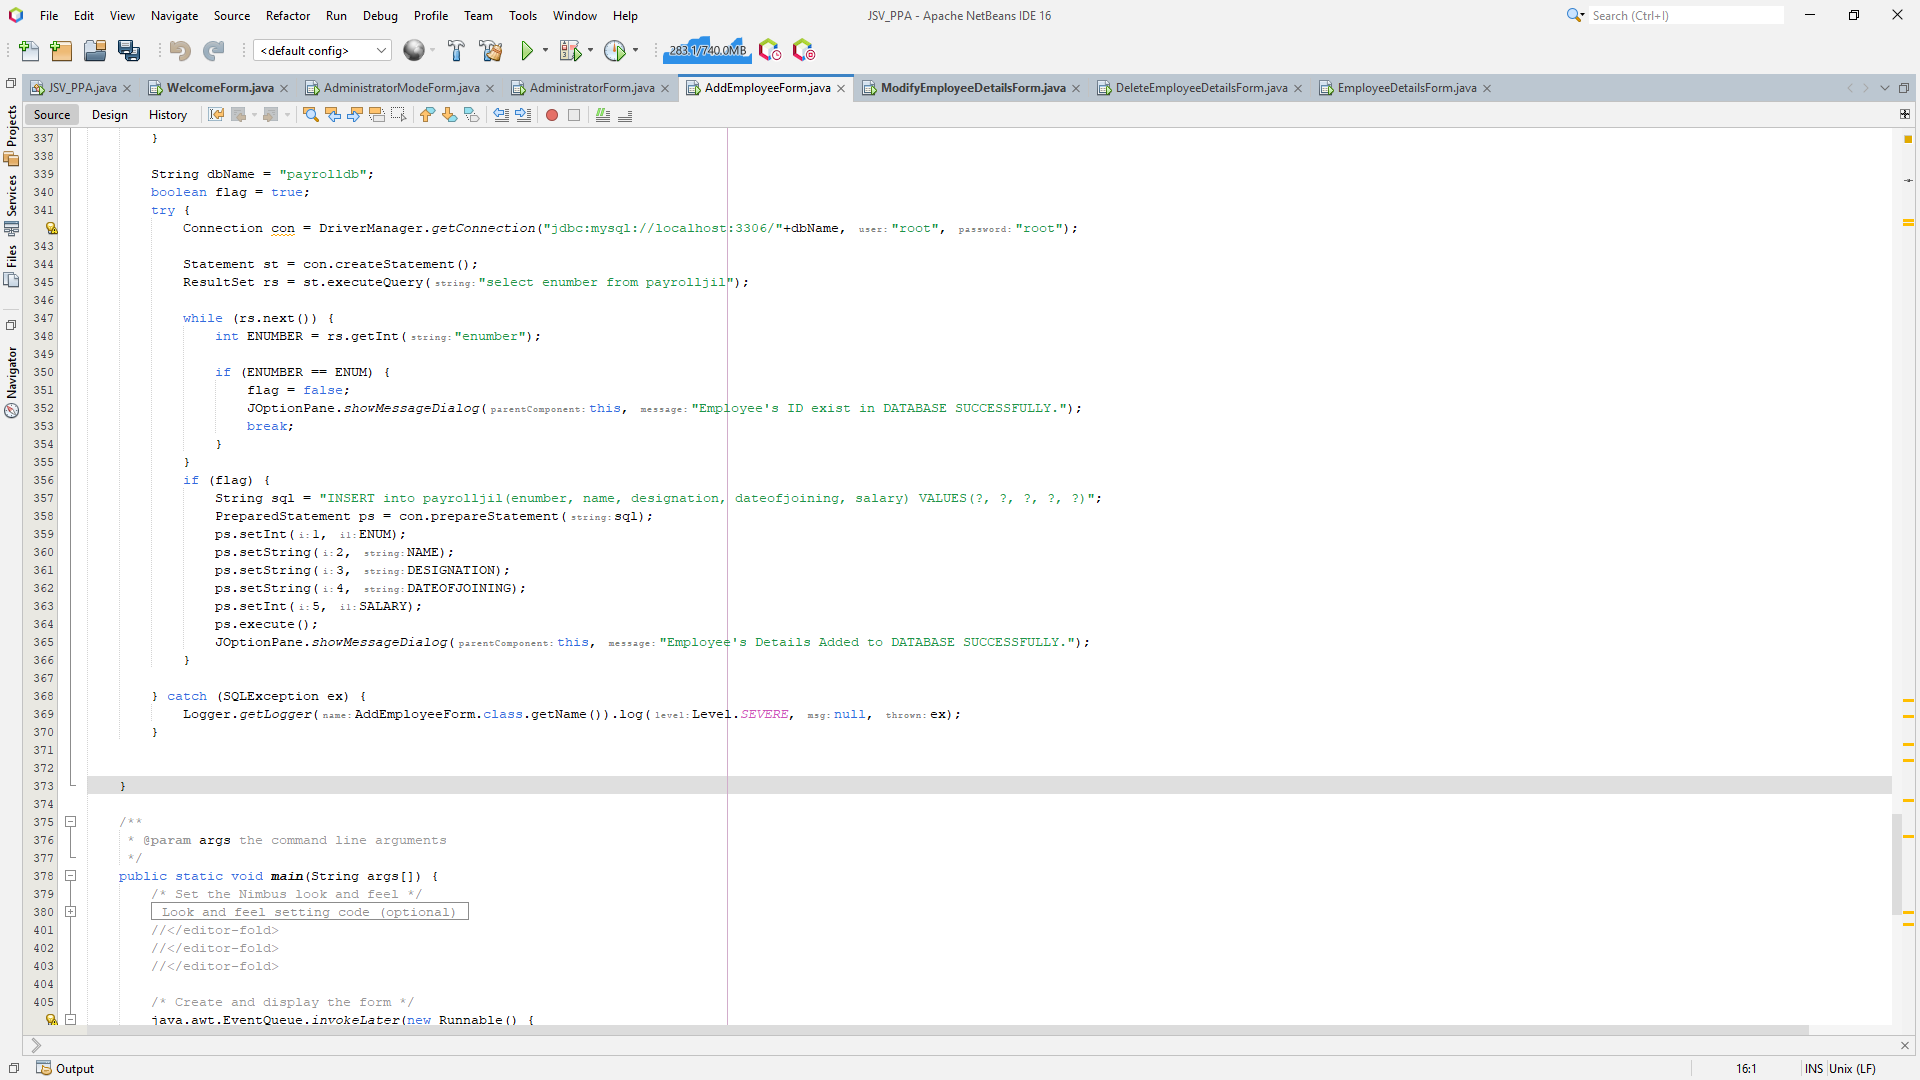 File Edit View Navigate Source Refactor Run Debug Profile Team Tools Window Help JSV_PPA - Apache NetBeans IDE 16 Search (Ctrl+I)
<default config> 283.1/740.0MB
JSV_PPA.java WelcomeForm.java AdministratorModeForm.java AdministratorForm.java AddEmployeeForm.java ModifyEmployeeDetailsForm.java DeleteEmployeeDetailsForm.java EmployeeDetailsForm.java
Source Design History
Projects
Services
Files
Navigator
337 }
338
339 String dbName = "payrolldb";
340 boolean flag = true;
341 try {
Connection con = DriverManager.getConnection("jdbc:mysql://localhost:3306/"+dbName, user: "root", password: "root");
343
344 Statement st = con.createStatement();
345 ResultSet rs = st.executeQuery( string: "select enumber from payrolljil");
346
347 while (rs.next()) {
348 int ENUMBER = rs.getInt( string: "enumber");
349
350 if (ENUMBER == ENUM) {
351 flag = false;
352 JOptionPane.showMessageDialog( parentComponent: this, message: "Employee's ID exist in DATABASE SUCCESSFULLY.");
353 break;
354 }
355 }
356 if (flag) {
357 String sql = "INSERT into payrolljil(enumber, name, designation, dateofjoining, salary) VALUES(?, ?, ?, ?, ?)";
358 PreparedStatement ps = con.prepareStatement( string: sql);
359 ps.setInt( i: 1, i1: ENUM);
360 ps.setString( i: 2, string: NAME);
361 ps.setString( i: 3, string: DESIGNATION);
362 ps.setString( i: 4, string: DATEOFJOINING);
363 ps.setInt( i: 5, i1: SALARY);
364 ps.execute();
365 JOptionPane.showMessageDialog( parentComponent: this, message: "Employee's Details Added to DATABASE SUCCESSFULLY.");
366 }
367
368 } catch (SQLException ex) {
369 Logger.getLogger( name: AddEmployeeForm.class.getName()).log( level: Level.SEVERE, msg: null, thrown: ex);
370 }
371
372
373 }
374
375 /**
376 * @param args the command line arguments
377 */
378 public static void main(String args[]) {
379 /* Set the Nimbus look and feel */
380 Look and feel setting code (optional)
401 //</editor-fold>
402 //</editor-fold>
403 //</editor-fold>
404
405 /* Create and display the form */
java.awt.EventQueue.invokeLater(new Runnable() {
Output 16:1 INS Unix (LF)